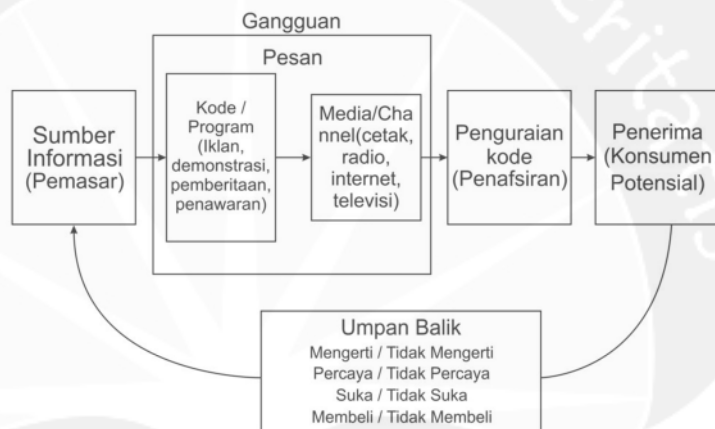 Gangguan
Pesan
Sumber
Informasi
(Pemasar)
Kode /
Program
(Iklan,
demonstrasi,
pemberitaan,
penawaran)
Media/Cha
nnel(cetak,
radio,
internet,
televisi)
Penguraian
kode
(Penafsiran)
Penerima
(Konsumen
Potensial)
Umpan Balik
Mengerti / Tidak Mengerti
Percaya / Tidak Percaya
Suka / Tidak Suka
Membeli / Tidak Membeli